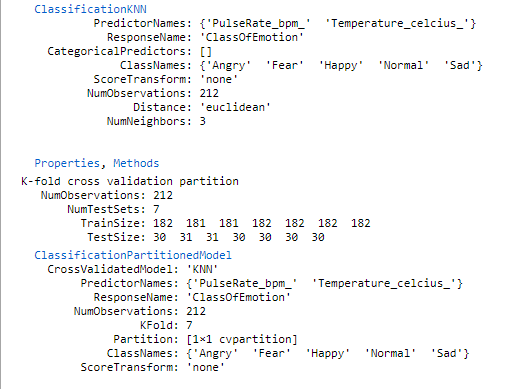 ClassificationKNN
PredictorNames: {'PulseRate_bpm_' 'Temperature_celcius_'}
ResponseName: 'ClassOfEmotion'
CategoricalPredictors: []
ClassNames: {'Angry' 'Fear' 'Happy' 'Normal' 'Sad'}
ScoreTransform: 'none'
NumObservations: 212
Distance: 'euclidean'
NumNeighbors: 3
Properties, Methods
K-fold cross validation partition
NumObservations: 212
NumTestSets: 7
TrainSize: 182 181 181 182 182 182 182
TestSize: 30 31 31 30 30 30 30
ClassificationPartitionedModel
CrossValidatedModel: 'KNN'
PredictorNames: {'PulseRate_bpm_' 'Temperature_celcius_'}
ResponseName: 'ClassOfEmotion'
NumObservations: 212
KFold: 7
Partition: [1×1 cvpartition]
ClassNames: {'Angry' 'Fear' 'Happy' 'Normal' 'Sad'}
ScoreTransform: 'none'